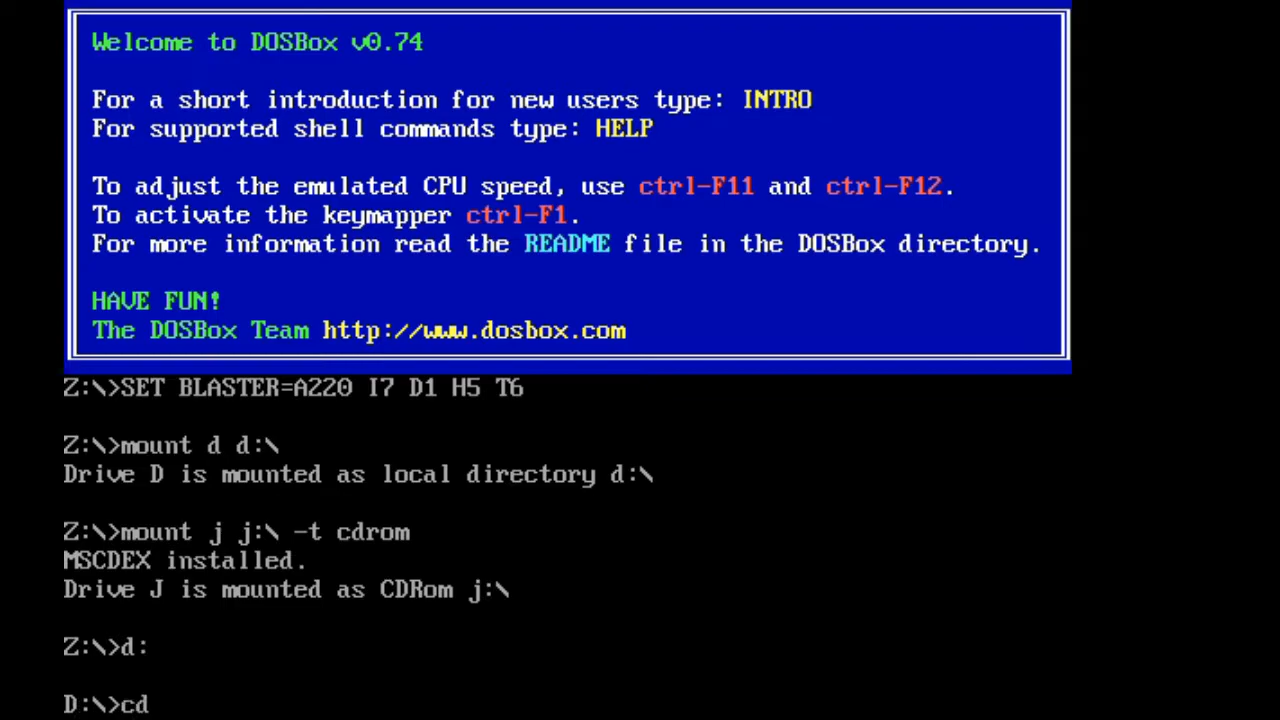 Welcome to DOSBox v0.74
For a short introduction for new users type: INTRO
For supported shell commands type: HELP
To adjust the emulated CPU speed, use ctrl-F11 and ctrl-F12.
To activate the keymapper ctrl-F1.
For more information read the README file in the DOSBox directory.
HAVE FUN!
The DOSBox Team http://www.dosbox.com
Z:\>SET BLASTER=A220 I7 D1 H5 T6
Z:\>mount d d:\
Drive D is mounted as local directory d:\
Z:\>mount j j:\ -t cdrom
MSCDEX installed.
Drive J is mounted as CDRom j:\
Z:\>d:
D:\>cd